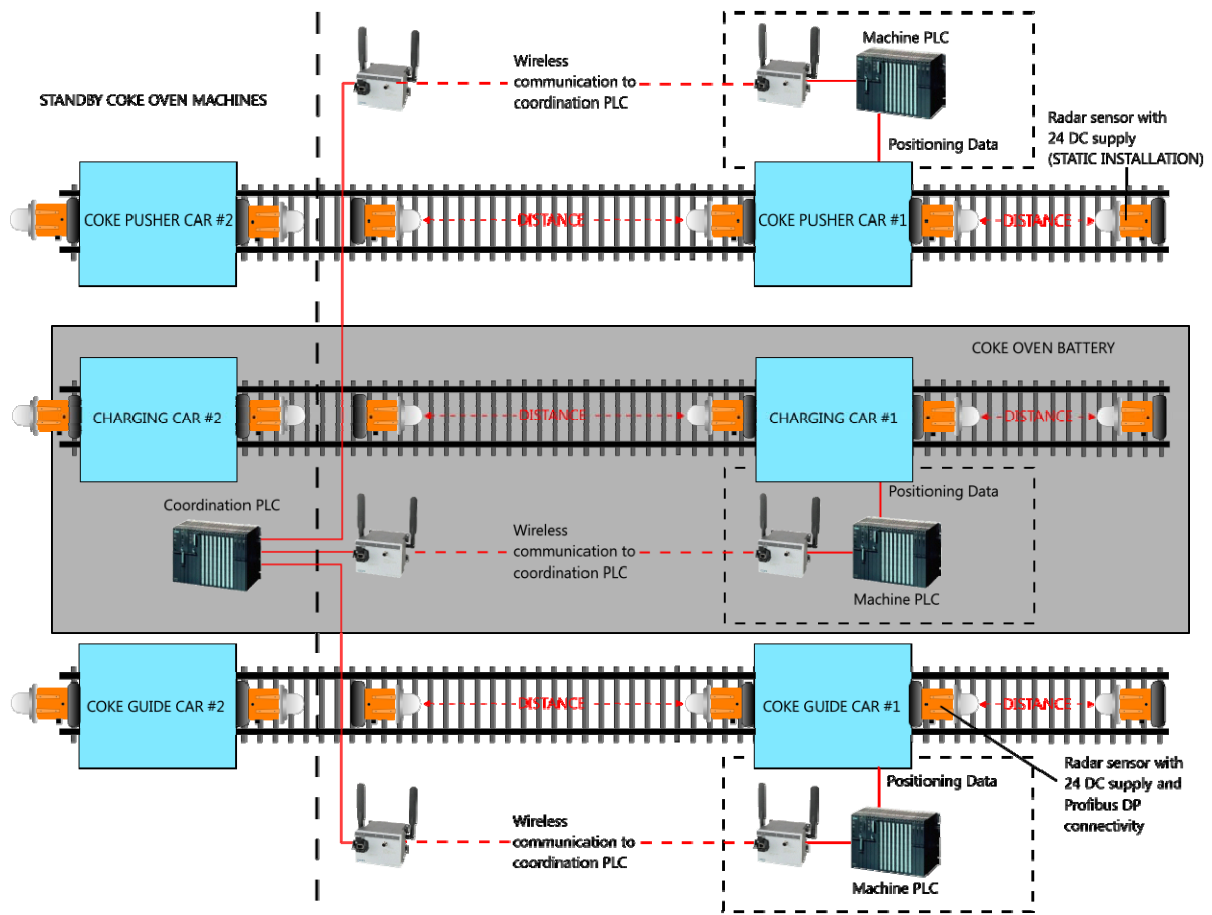 Machine PLC
Wireless
communication to
coordination PLC
STANDBY COKE OVEN MACHINES
Radar sensor with
24 DC supply
(STATIC INSTALLATION)
Positioning Data
COKE PUSHER CAR #2
DISTANCE
COKE PUSHER CAR #1
DISTANCE
COKE OVEN BATTERY
CHARGING CAR #2
DISTANCE
CHARGING CAR #1
DISTANCE
Positioning Data
Coordination PLC
Wireless
communication to
coordination PLC
Machine PLC
COKE GUIDE CAR #2
DISTANCE
COKE GUIDE CAR #1
DISTANCE
Radar sensor with
24 DC supply and
Profibus DP
connectivity
Positioning Data
Wireless
communication to
coordination PLC
Machine PLC